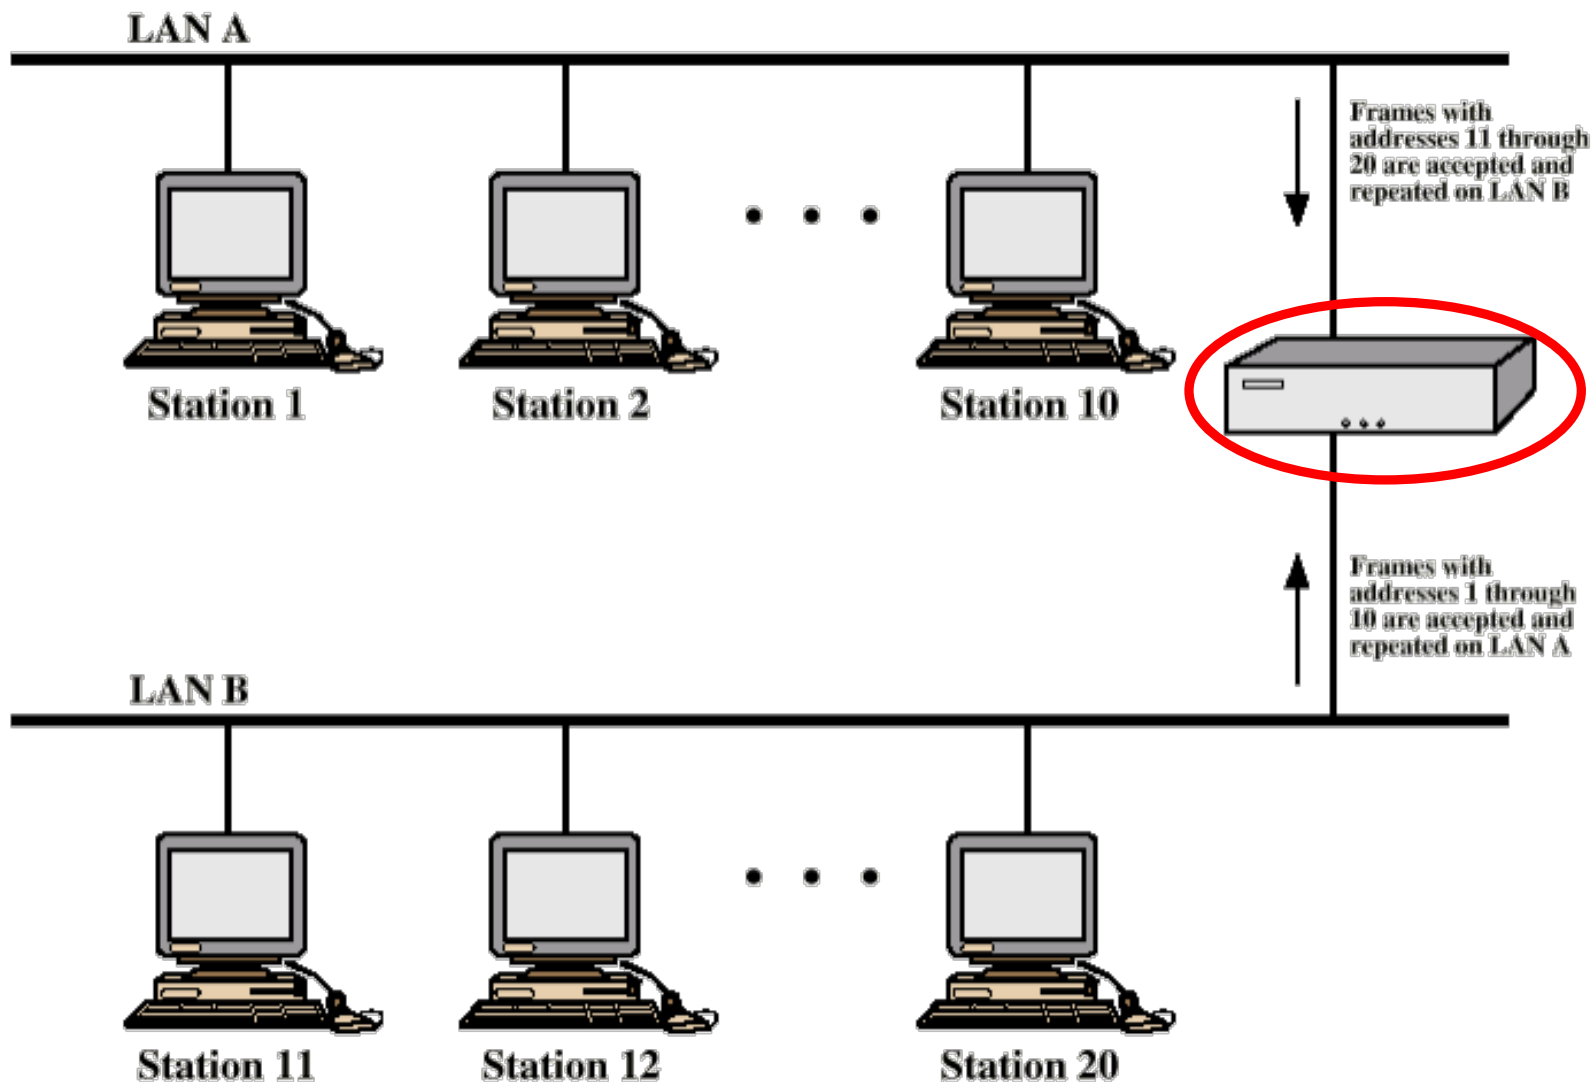 LAN A
Frames with
addresses 11 through
20 are accepted and
repeated on LAN B
Station 1
Station 2
Station 10
Frames with
addresses 1 through
10 are accepted and
repeated on LAN A
LAN B
Station 11
Station 12
Station 20